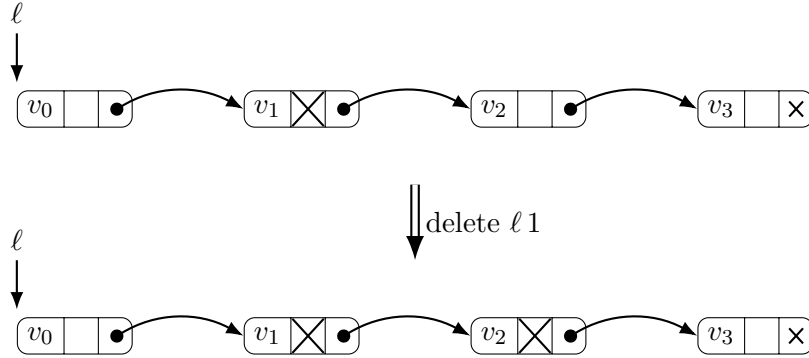 ℓ
v₀ v₁ v₂ v₃
delete ℓ 1
ℓ
v₀ v₁ v₂ v₃